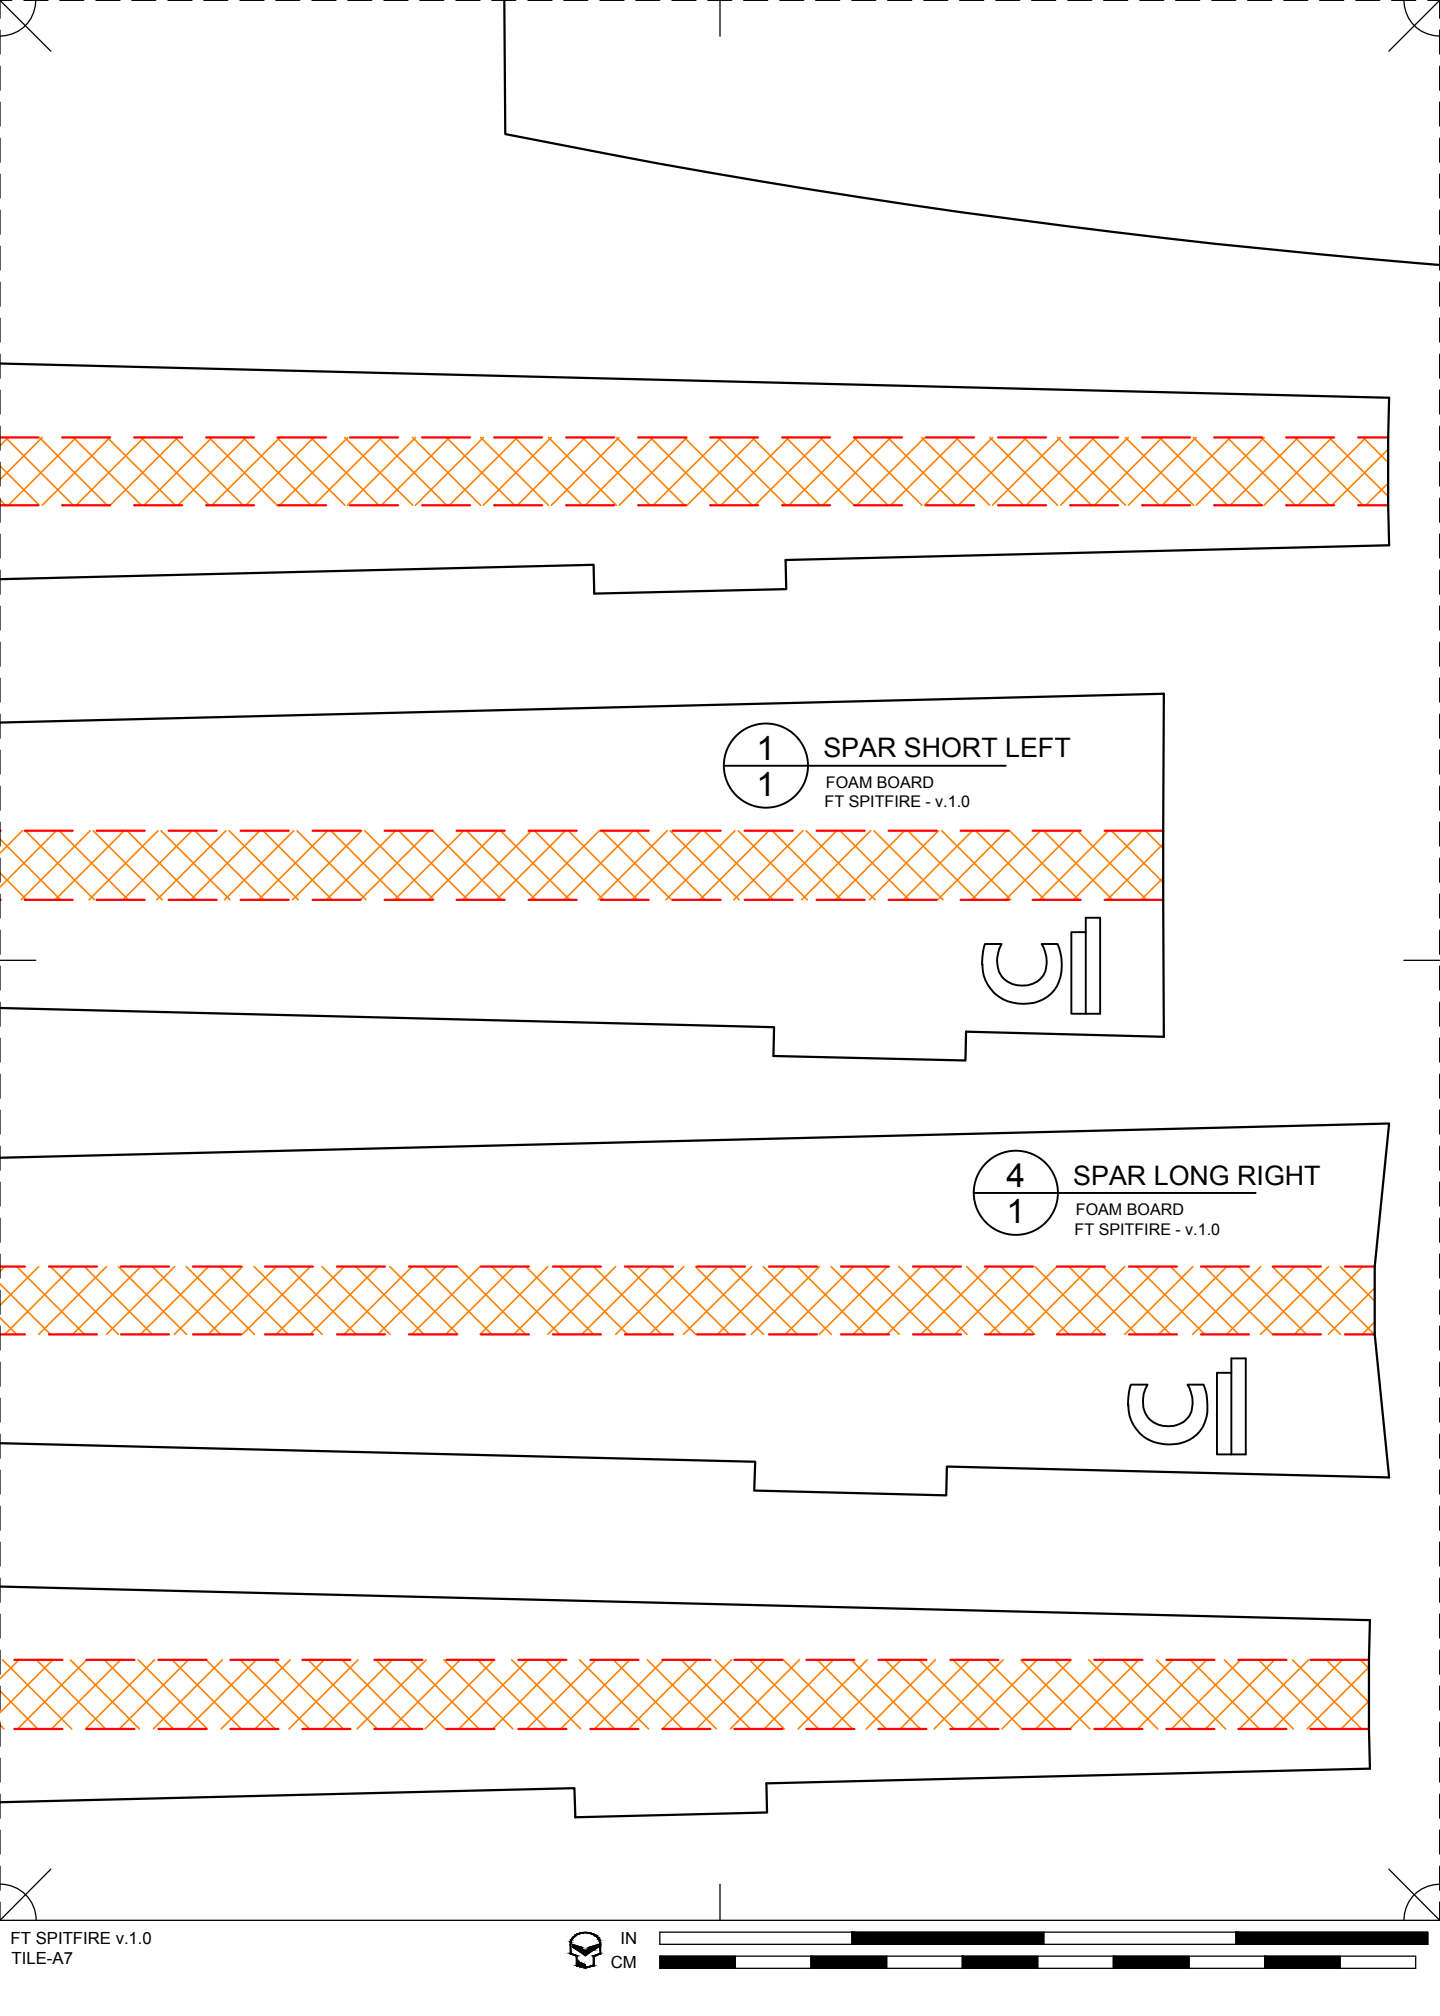 1
1
SPAR SHORT LEFT
FOAM BOARD
FT SPITFIRE - v.1.0
C
4
1
SPAR LONG RIGHT
FOAM BOARD
FT SPITFIRE - v.1.0
C
FT SPITFIRE v.1.0
TILE-A7
IN
CM